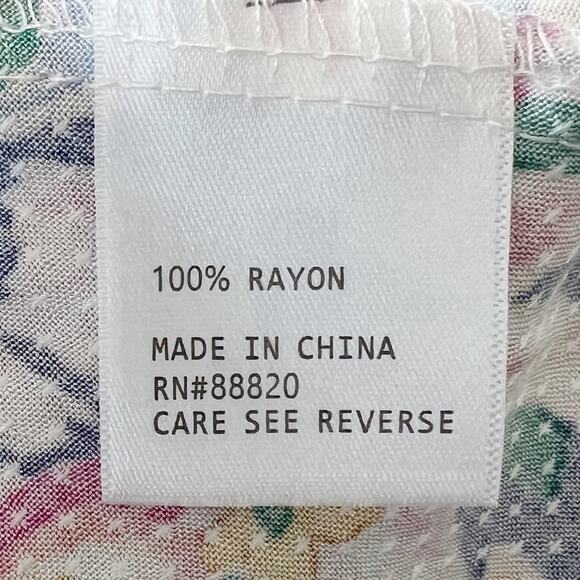 100% RAYON
MADE IN CHINA
RN#88820
CARE SEE REVERSE